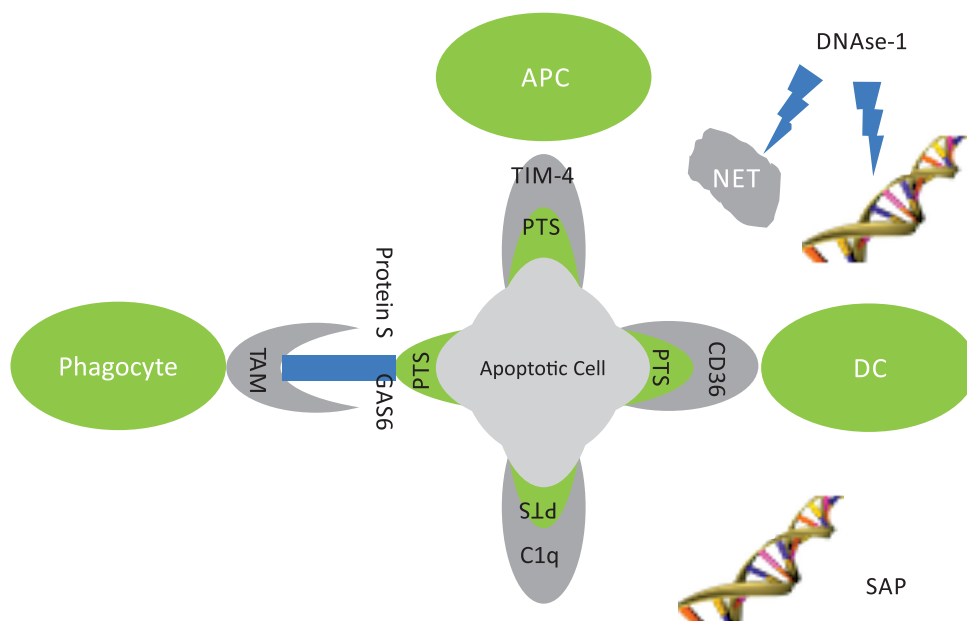 DNAse-1
APC
TIM-4
NET
PTS
Protein S
Phagocyte
TAM
GAS6
PTS
Apoptotic Cell
PTS
CD36
DC
PTS
C1q
SAP